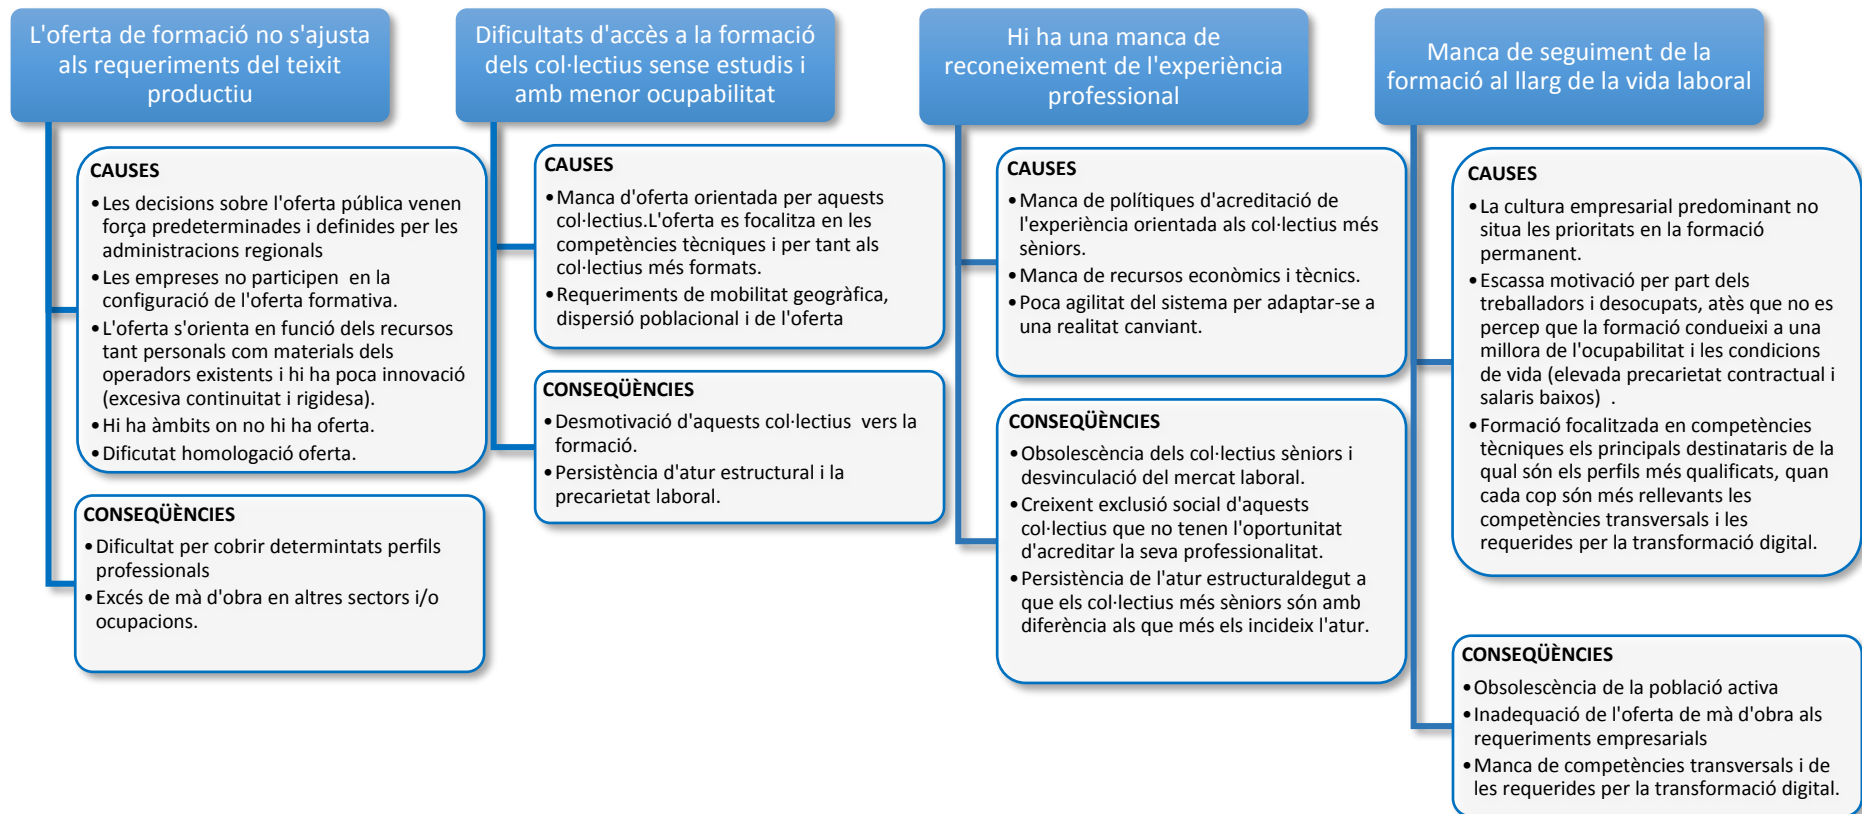 L'oferta de formació no s'ajusta
als requeriments del teixit
productiu
CAUSES
•Les decisions sobre l'oferta pública venen
força predeterminades i definides per les
administracions regionals
•Les empreses no participen en la
configuració de l'oferta formativa.
•L'oferta s'orienta en funció dels recursos
tant personals com materials dels
operadors existents i hi ha poca innovació
(excesiva continuitat i rigidesa).
•Hi ha àmbits on no hi ha oferta.
•Dificutat homologació oferta.
CONSEQÜÈNCIES
•Dificultat per cobrir determintats perfils
professionals
•Excés de mà d'obra en altres sectors i/o
ocupacions.
Dificultats d'accès a la formació
dels col·lectius sense estudis i
amb menor ocupabilitat
CAUSES
•Manca d'oferta orientada per aquests
col·lectius.L'oferta es focalitza en les
competències tècniques i per tant als
col·lectius més formats.
•Requeriments de mobilitat geogràfica,
dispersió poblacional i de l'oferta
CONSEQÜÈNCIES
•Desmotivació d'aquests col·lectius vers la
formació.
•Persistència d'atur estructural i la
precarietat laboral.
Hi ha una manca de
reconeixement de l'experiència
professional
CAUSES
•Manca de polítiques d'acreditació de
l'experiència orientada als col·lectius més
sèniors.
•Manca de recursos econòmics i tècnics.
•Poca agilitat del sistema per adaptar-se a
una realitat canviant.
CONSEQÜÈNCIES
•Obsolescència dels col·lectius sèniors i
desvinculació del mercat laboral.
•Creixent exclusió social d'aquests
col·lectius que no tenen l'oportunitat
d'acreditar la seva professionalitat.
•Persistència de l'atur estructuraldegut a
que els col·lectius més sèniors són amb
diferència als que més els incideix l'atur.
Manca de seguiment de la
formació al llarg de la vida laboral
CAUSES
•La cultura empresarial predominant no
situa les prioritats en la formació
permanent.
•Escassa motivació per part dels
treballadors i desocupats, atès que no es
percep que la formació condueixi a una
millora de l'ocupabilitat i les condicions
de vida (elevada precarietat contractual i
salaris baixos) .
•Formació focalitzada en competències
tècniques els principals destinataris de la
qual són els perfils més qualificats, quan
cada cop són més rellevants les
competències transversals i les
requerides per la transformació digital.
CONSEQÜÈNCIES
•Obsolescència de la població activa
•Inadequació de l'oferta de mà d'obra als
requeriments empresarials
•Manca de competències transversals i de
les requerides per la transformació digital.